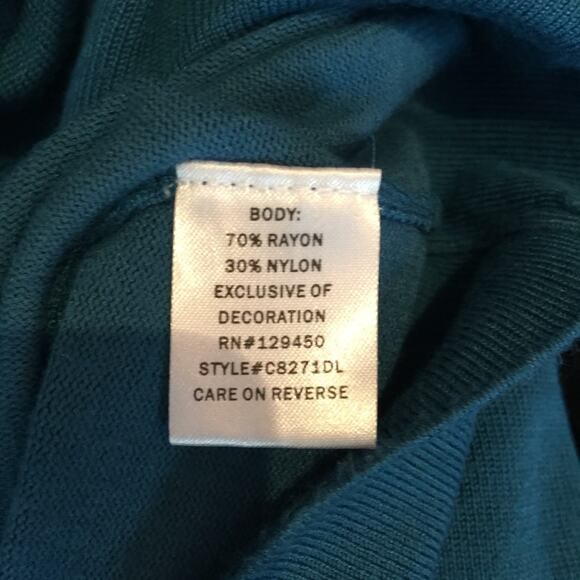 BODY:
70% RAYON
30% NYLON
EXCLUSIVE OF
DECORATION
RN#129450
STYLE#C8271DL
CARE ON REVERSE